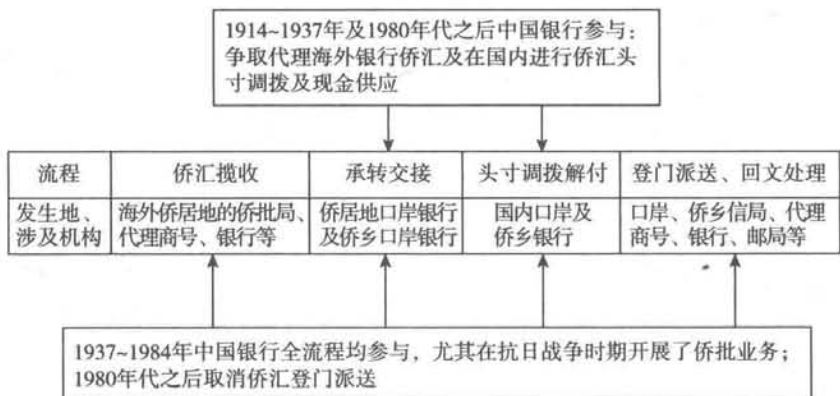 1914~1937年及1980年代之后中国银行参与：
争取代理海外银行侨汇及在国内进行侨汇头
寸调拨及现金供应
流程
侨汇揽收
承转交接
头寸调拨解付
登门派送、回文处理
发生地、
涉及机构
海外侨居地的侨批局、
代理商号、银行等
侨居地口岸银行
及侨乡口岸银行
国内口岸及
侨乡银行
口岸、侨乡信局、代理
商号、银行、邮局等
1937~1984年中国银行全流程均参与，尤其在抗日战争时期开展了侨批业务；
1980年代之后取消侨汇登门派送